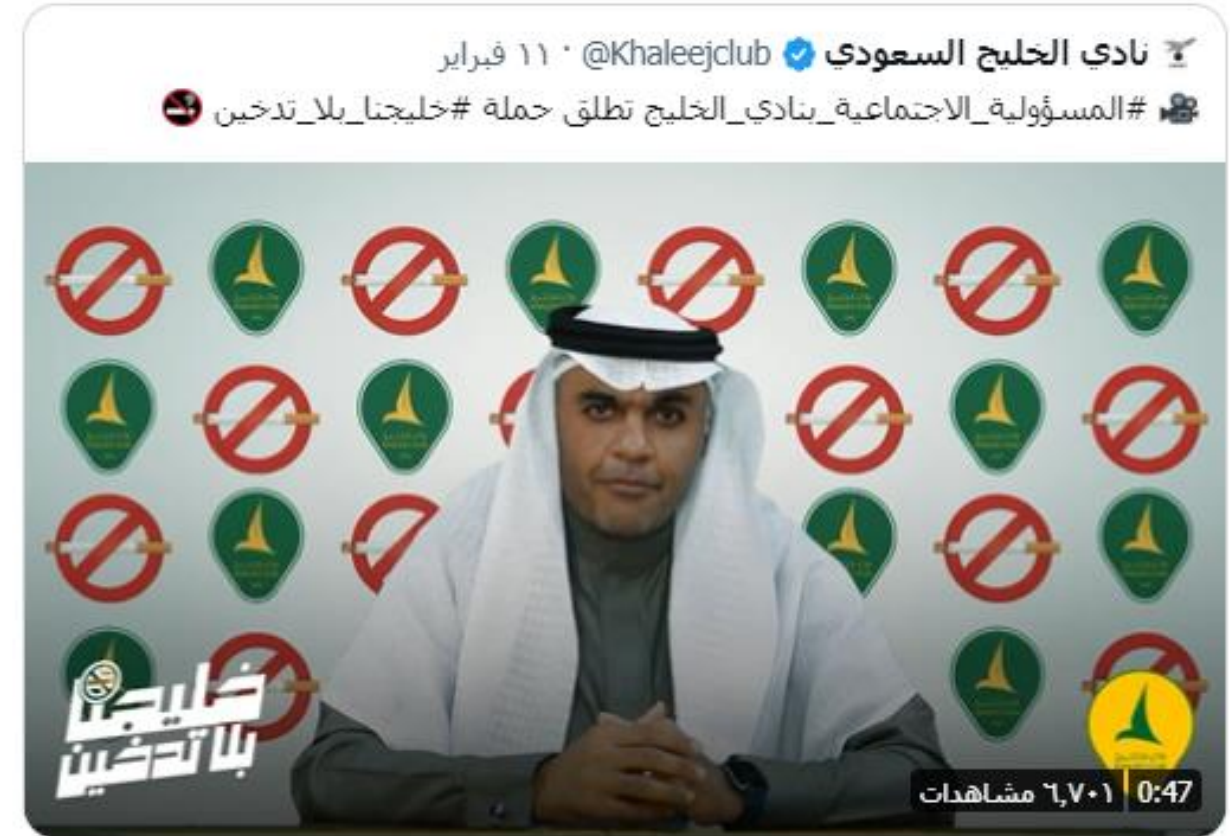 نادي الخليج السعودي @Khaleejclub · ١١ فبراير
#المسؤولية_الاجتماعية_بنادي_الخليج تطلق حملة #خليجنا_بلا_تدخين
خليجنا
بلا تدخين
0:47 ٦,٧٠١ مشاهدات